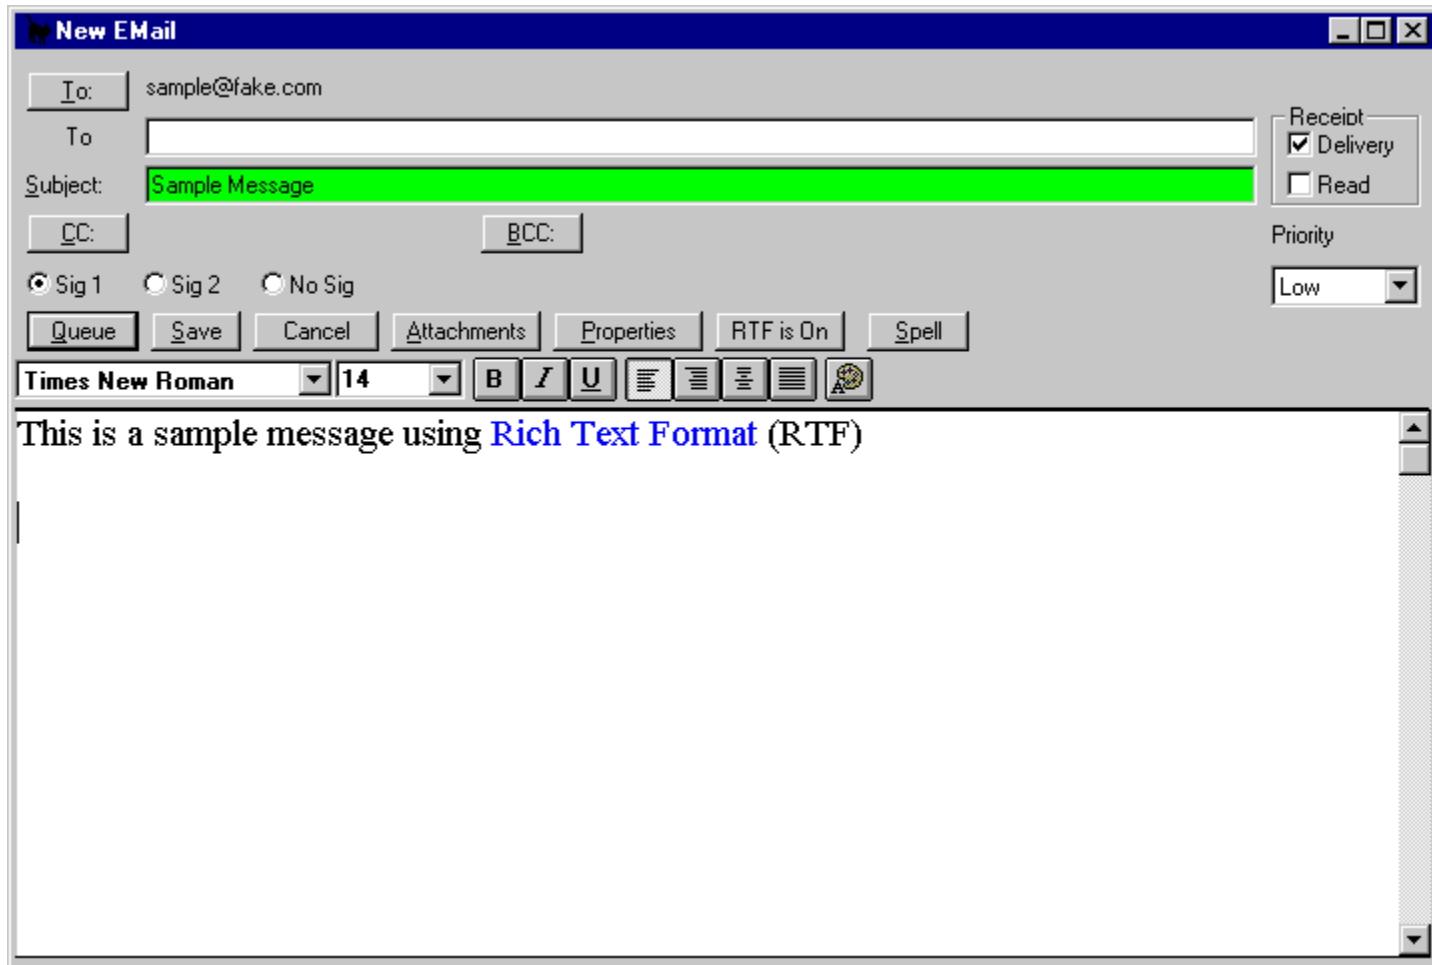 New EMail
To: sample@fake.com
To
Receipt
Delivery
Subject: Sample Message
Read
CC: BCC:
Priority
Sig 1 Sig 2 No Sig
Low
Queue Save Cancel Attachments Properties RTF is On Spell
Times New Roman 14 B I U
This is a sample message using Rich Text Format (RTF)